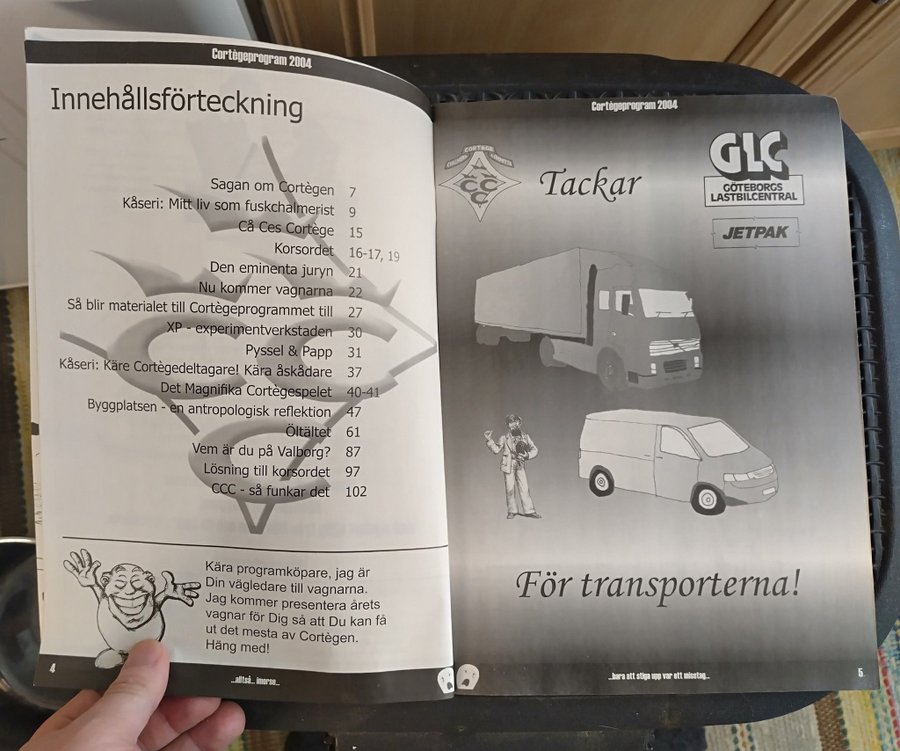 Cortègeprogram 2004
Innehållsförteckning
Sagan om Cortègen 7
Kåseri: Mitt liv som fuskchalmerist 9
Cå Ces Cortège 15
Korsordet 16-17, 19
Den eminenta juryn 21
Nu kommer vagnarna 22
Så blir materialet till Cortègeprogrammet till 27
XP - experimentverkstaden 30
Pyssel & Papp 31
Kåseri: Käre Cortègedeltagare! Kära åskådare 37
Det Magnifika Cortègespelet 40-41
Byggplatsen - en antropologisk reflektion 47
Öltältet 61
Vem är du på Valborg? 87
Lösning till korsordet 97
CCC - så funkar det 102
Kära programköpare, jag är
Din vägledare till vagnarna.
Jag kommer presentera årets
vagnar för Dig så att Du kan få
ut det mesta av Cortègen.
Häng med!
4
...alltså... imorse...
Cortègeprogram 2004
CORTEGE
CCC
Tackar
GLC
GÖTEBORGS
LASTBILCENTRAL
JETPAK
För transporterna!
...bara att stiga upp var ett misstag...
5